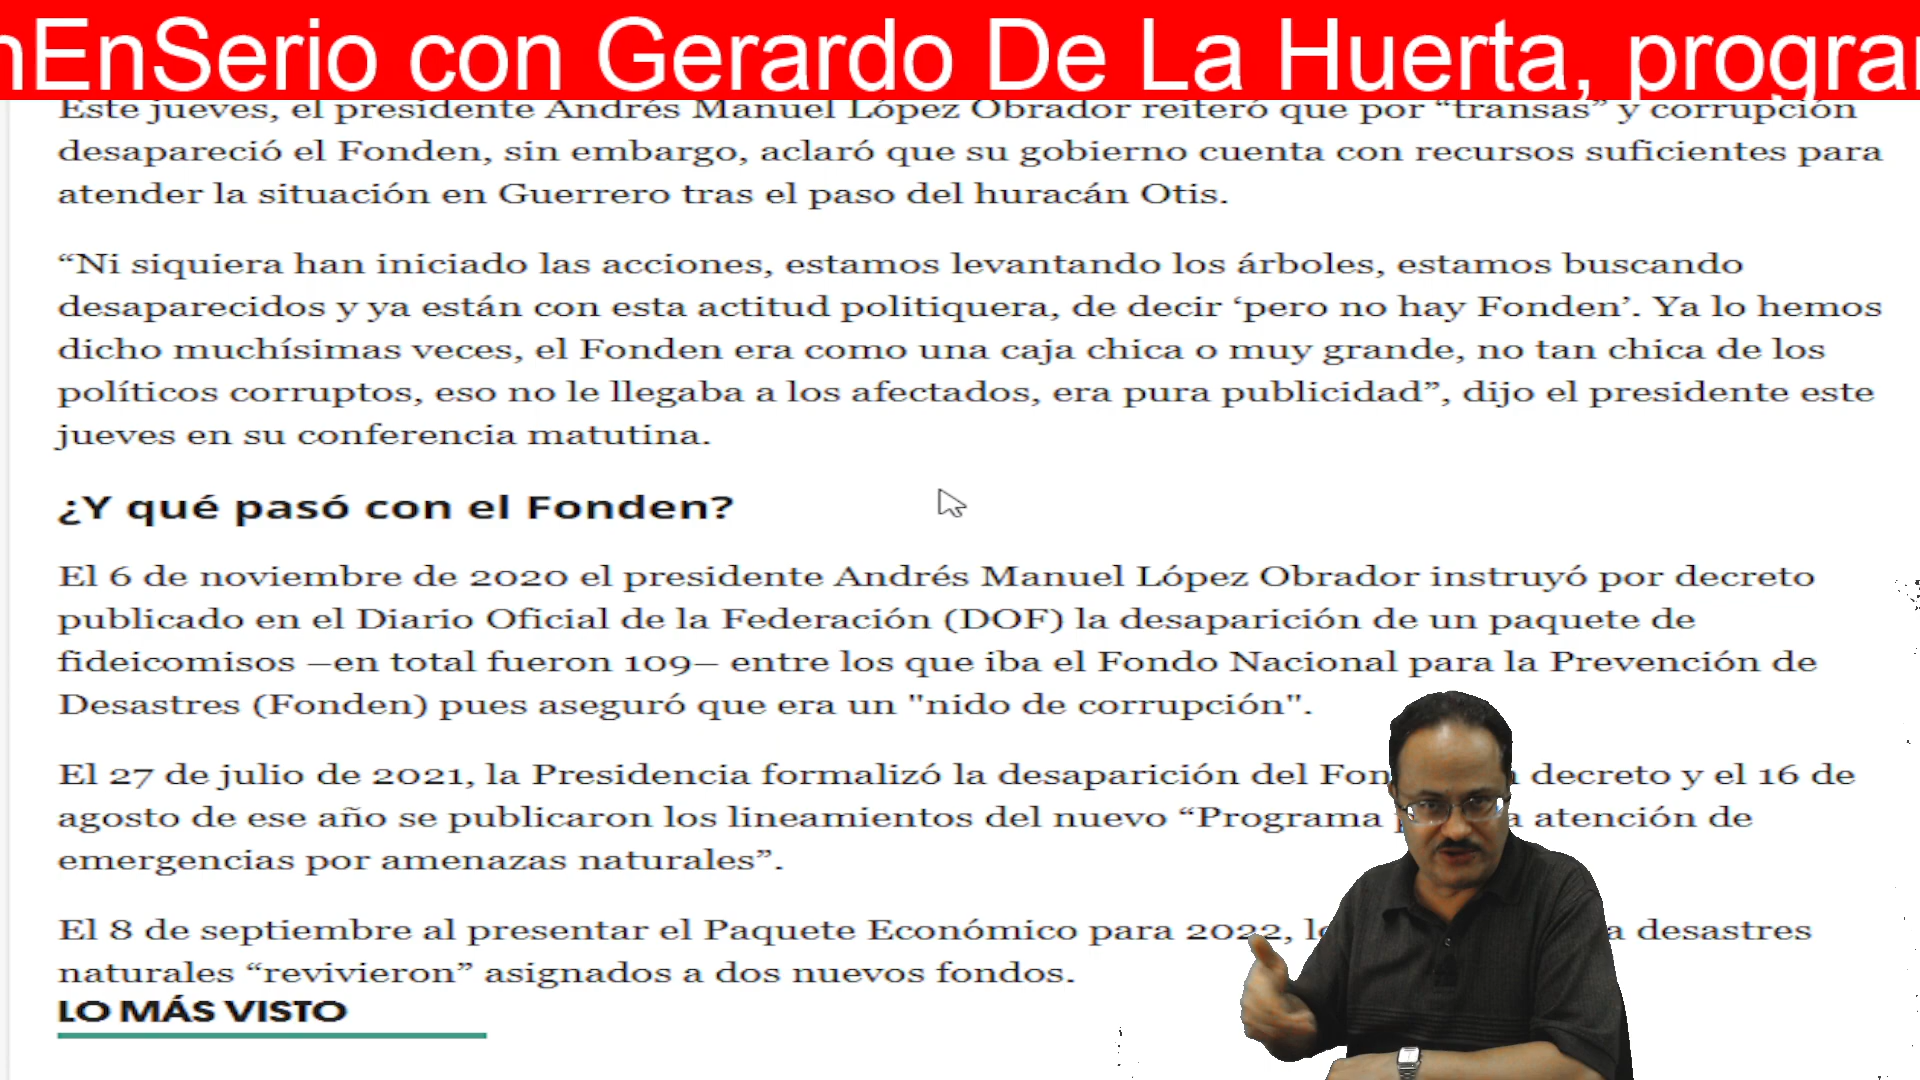 nEnSerio con Gerardo De La Huerta, progra
Este jueves, el presidente Andrés Manuel López Obrador reiteró que por “transas” y corrupción
desapareció el Fonden, sin embargo, aclaró que su gobierno cuenta con recursos suficientes para
atender la situación en Guerrero tras el paso del huracán Otis.
“Ni siquiera han iniciado las acciones, estamos levantando los árboles, estamos buscando
desaparecidos y ya están con esta actitud politiquera, de decir ‘pero no hay Fonden’. Ya lo hemos
dicho muchísimas veces, el Fonden era como una caja chica o muy grande, no tan chica de los
políticos corruptos, eso no le llegaba a los afectados, era pura publicidad”, dijo el presidente este
jueves en su conferencia matutina.
¿Y qué pasó con el Fonden?
El 6 de noviembre de 2020 el presidente Andrés Manuel López Obrador instruyó por decreto
publicado en el Diario Oficial de la Federación (DOF) la desaparición de un paquete de
fideicomisos —en total fueron 109— entre los que iba el Fondo Nacional para la Prevención de
Desastres (Fonden) pues aseguró que era un "nido de corrupción".
El 27 de julio de 2021, la Presidencia formalizó la desaparición del Fon decreto y el 16 de
agosto de ese año se publicaron los lineamientos del nuevo “Programa a atención de
emergencias por amenazas naturales”.
El 8 de septiembre al presentar el Paquete Económico para 2022, a desastres
naturales “revivieron” asignados a dos nuevos fondos.
LO MÁS VISTO